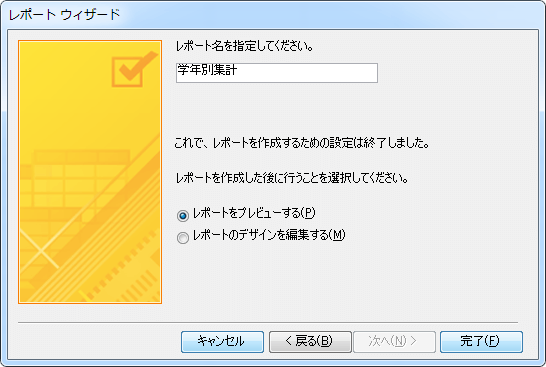 レポート ウィザード
レポート名を指定してください。
学年別集計
これで、レポートを作成するための設定は終了しました。
レポートを作成した後に行うことを選択してください。
レポートをプレビューする(P)
レポートのデザインを編集する(M)
キャンセル
< 戻る(B)
次へ(N) >
完了(F)